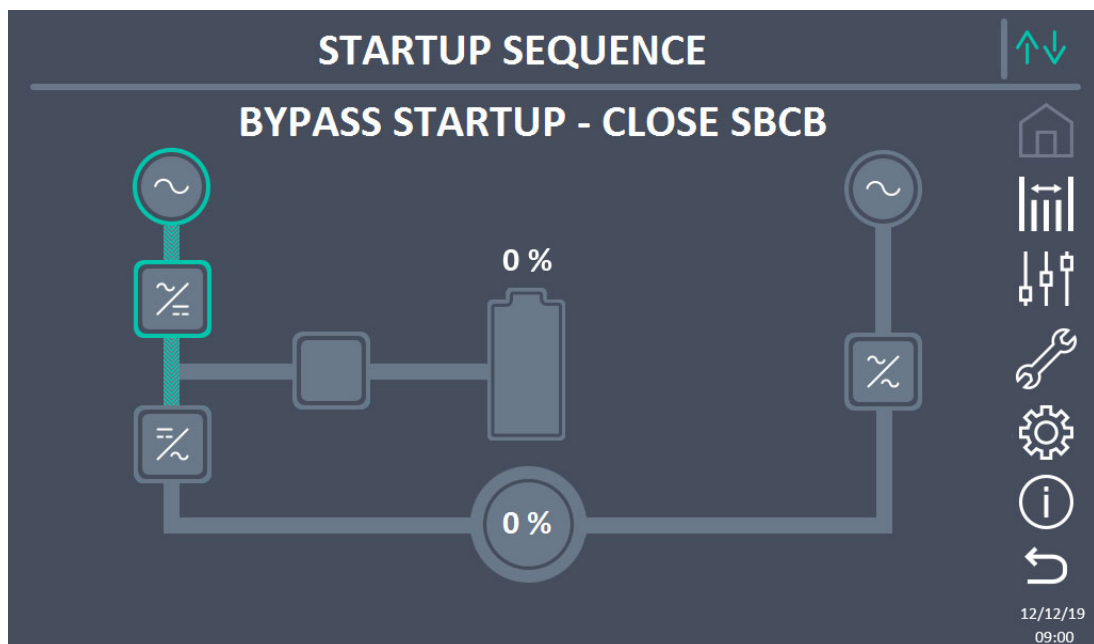 STARTUP SEQUENCE
BYPASS STARTUP - CLOSE SBCB
0 %
0 %
12/12/19
09:00